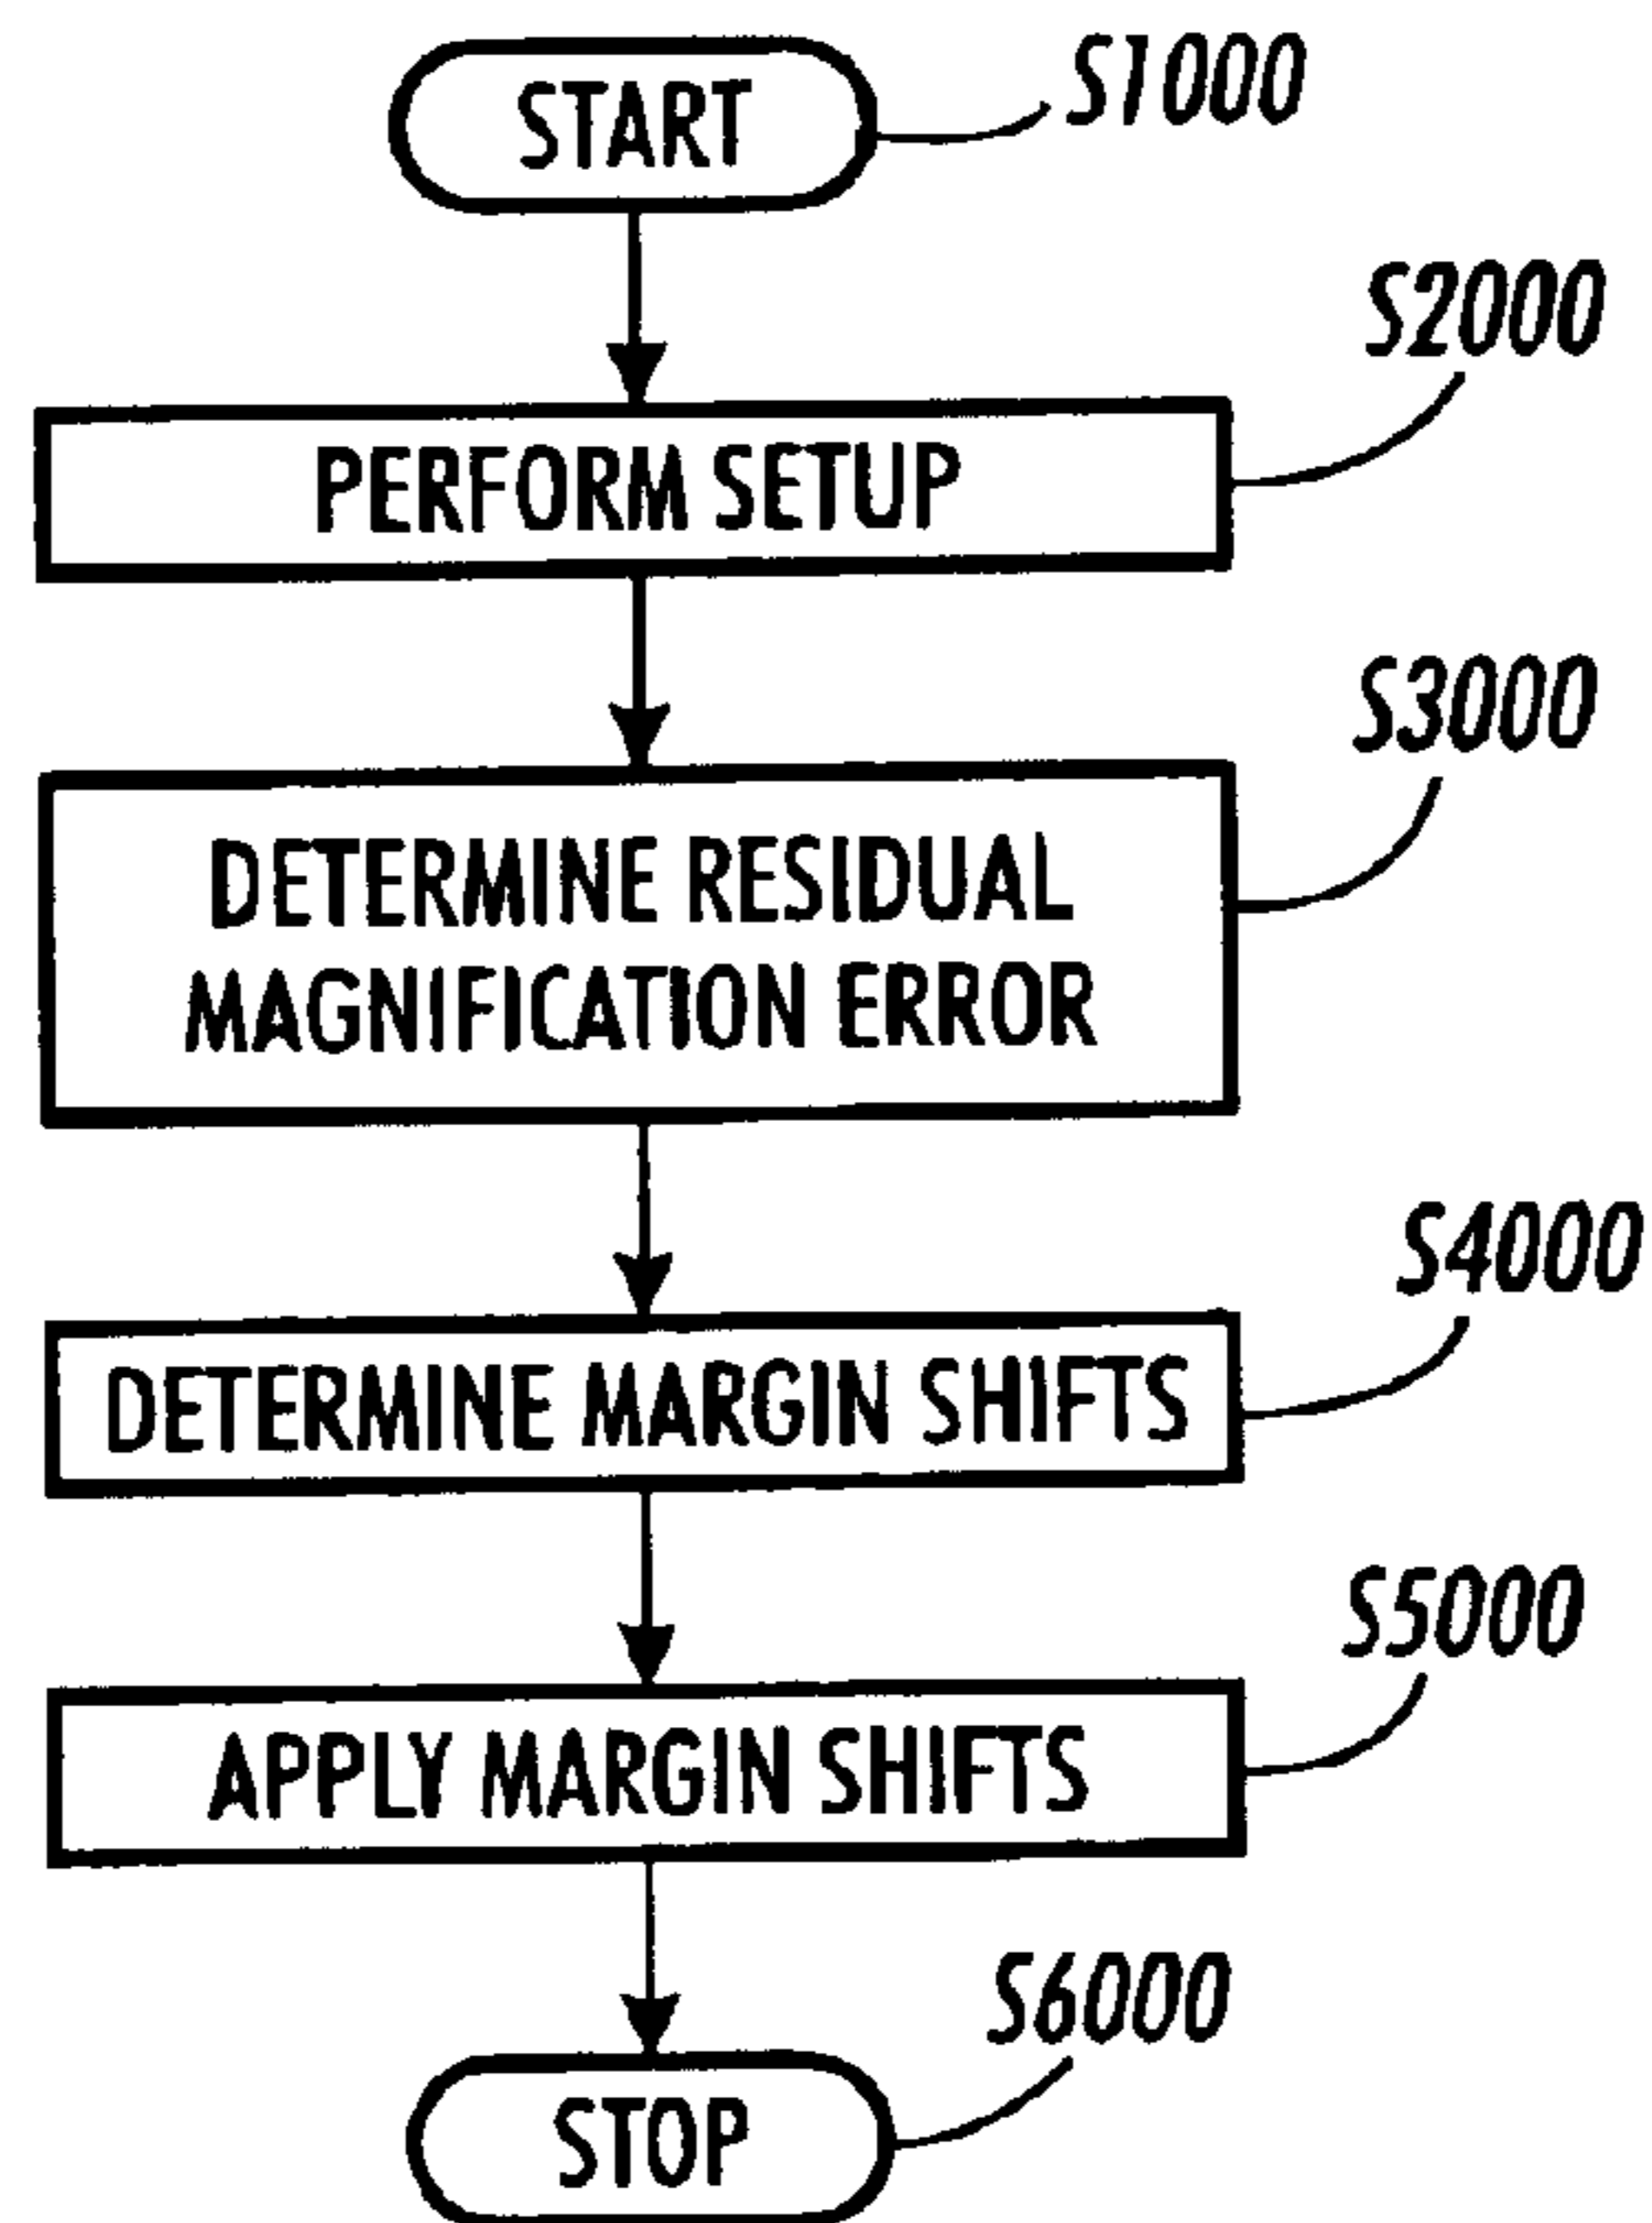 START
S1000
S2000
PERFORM SETUP
S3000
DETERMINE RESIDUAL
MAGNIFICATION ERROR
S4000
DETERMINE MARGIN SHIFTS
S5000
APPLY MARGIN SHIFTS
S6000
STOP